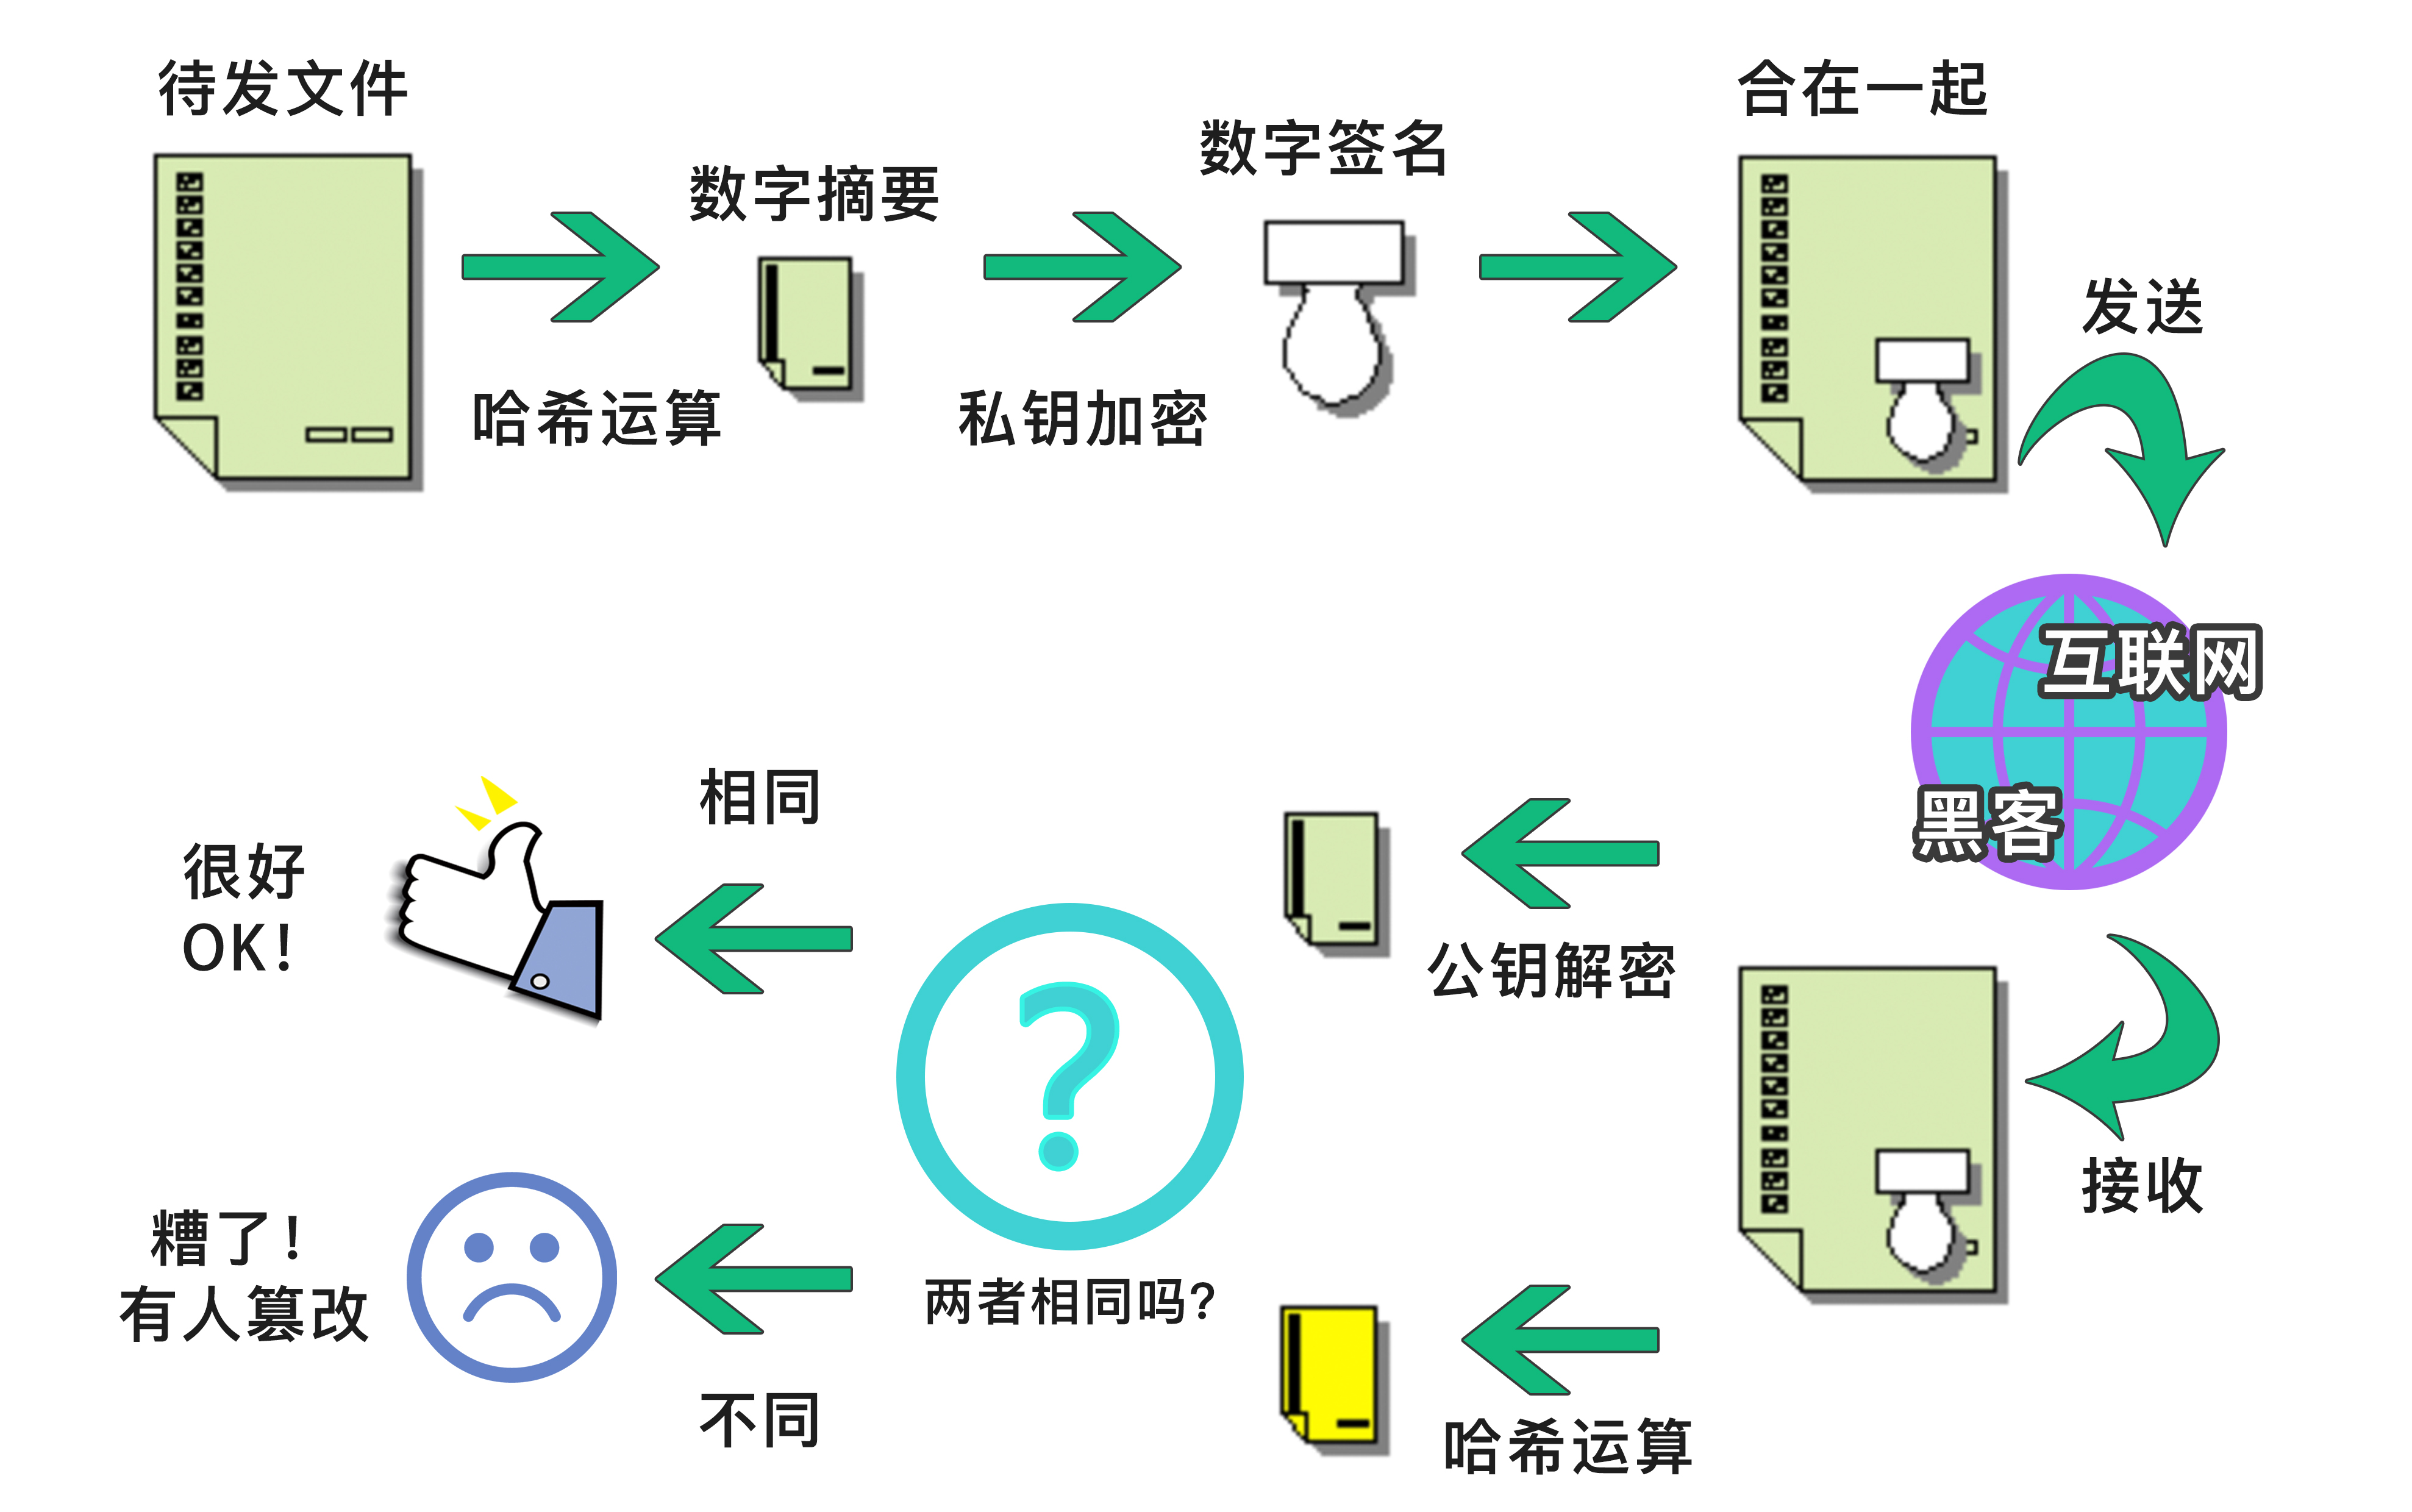 待发文件
数字摘要
数字签名
合在一起
哈希运算
私钥加密
发送
互联网
黑客
相同
很好
OK!
公钥解密
接收
两者相同吗?
糟了!
有人篡改
不同
哈希运算